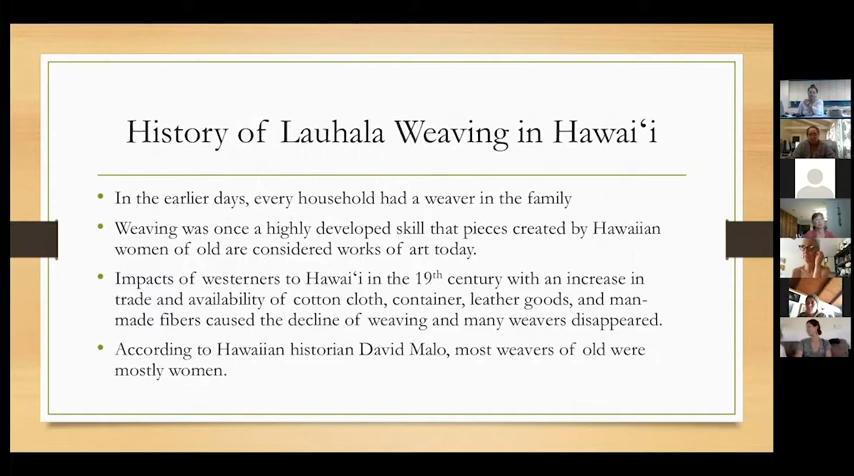 History of Lauhala Weaving in Hawaiʻi
• In the earlier days, every household had a weaver in the family
• Weaving was once a highly developed skill that pieces created by Hawaiian
women of old are considered works of art today.
• Impacts of westerners to Hawaiʻi in the 19th century with an increase in
trade and availability of cotton cloth, container, leather goods, and man-
made fibers caused the decline of weaving and many weavers disappeared.
• According to Hawaiian historian David Malo, most weavers of old were
mostly women.